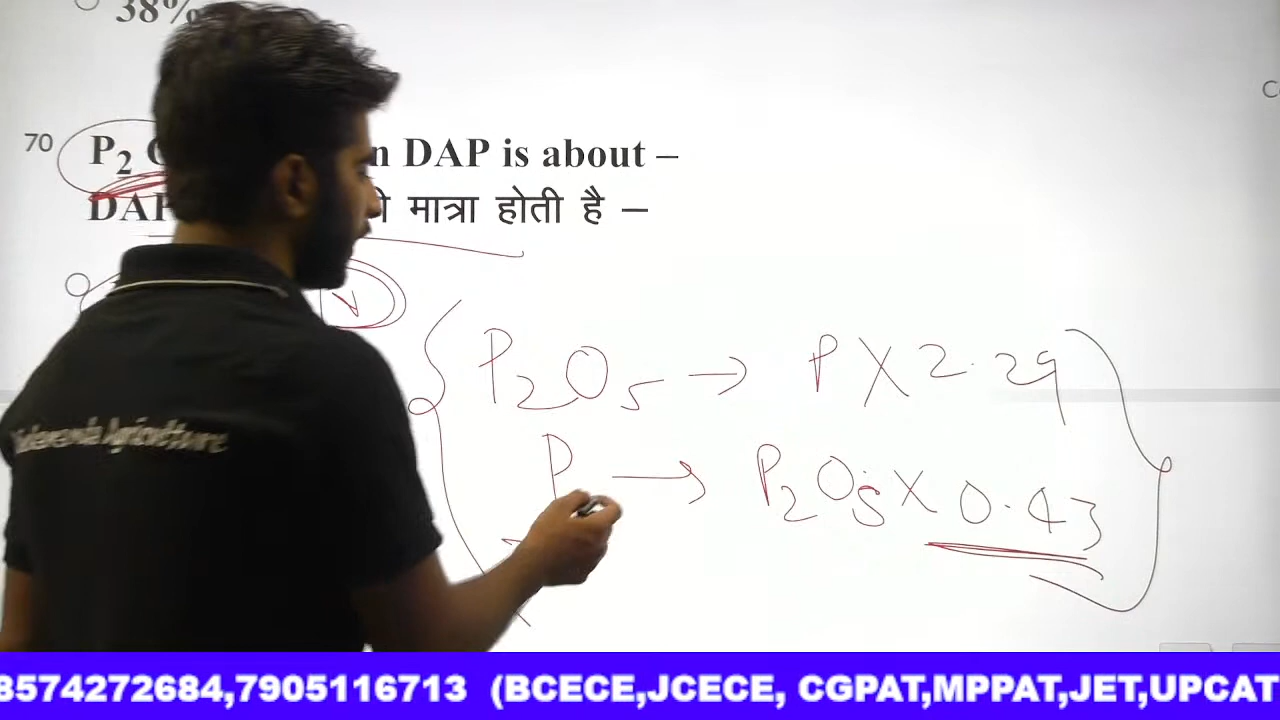 38%
70 P2 DAP is about –
DAP मात्रा होती है –
P2O5 → P X 2.29
P → P2O5 X 0.43
Agriculture
8574272684,7905116713 (BCECE,JCECE, CGPAT,MPPAT,JET,UPCAT